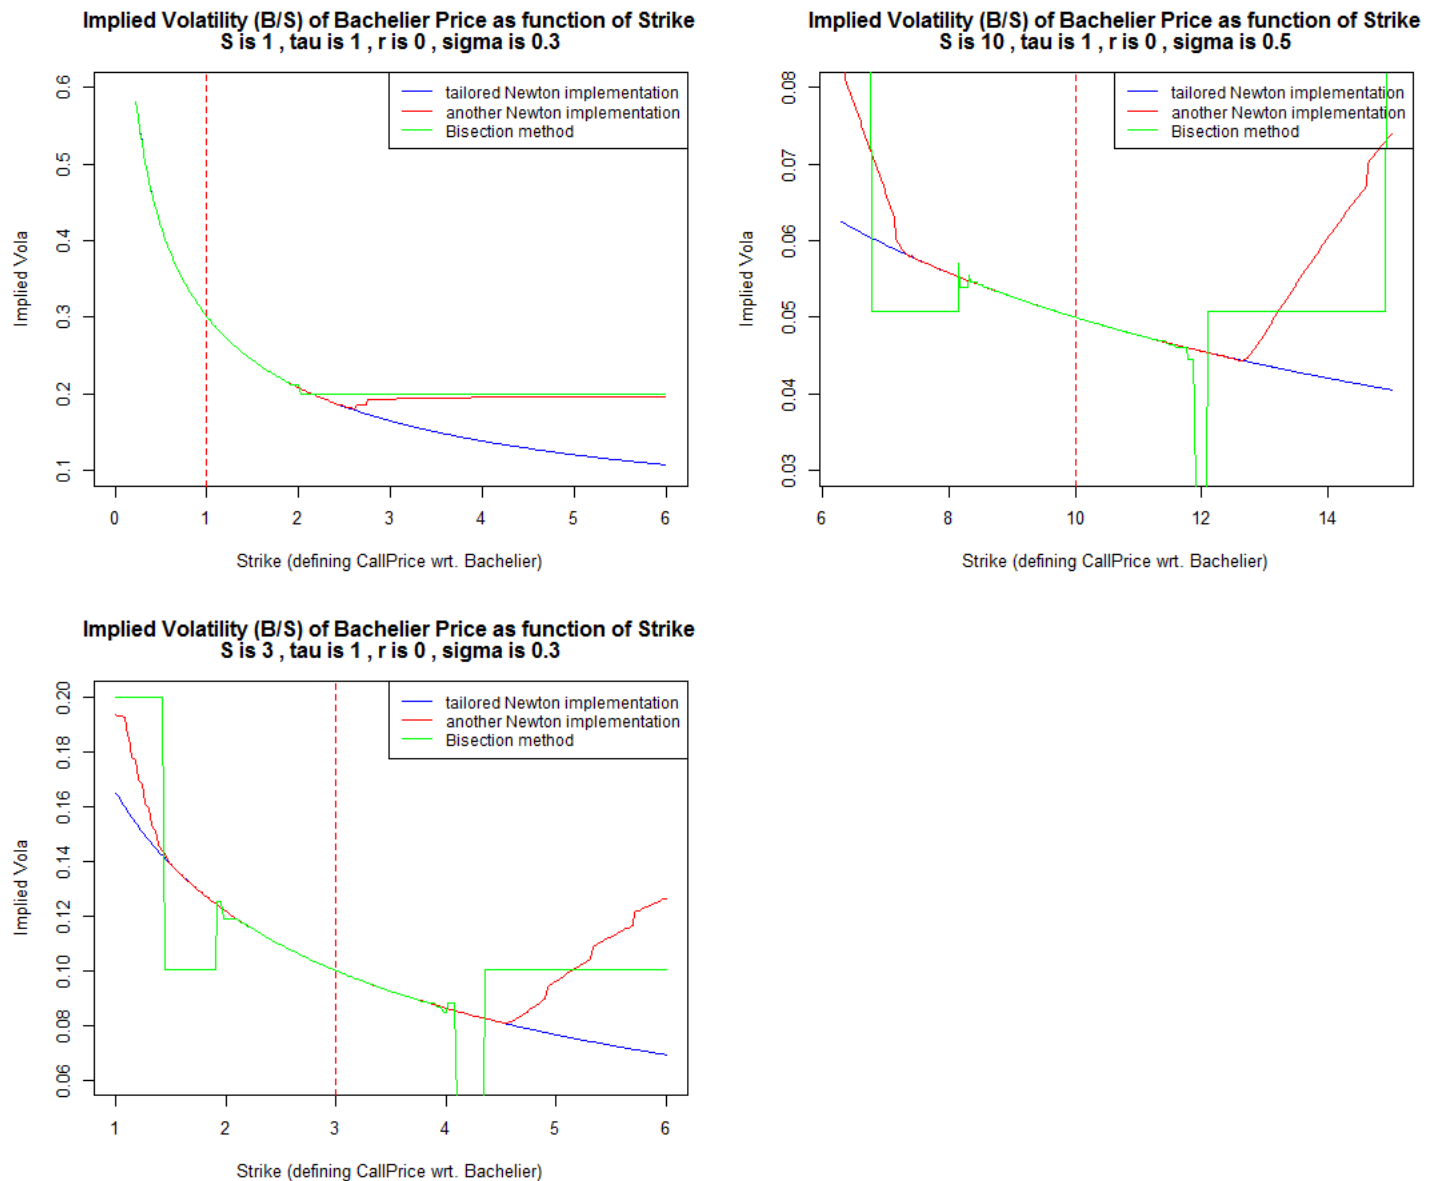 Implied Volatility (B/S) of Bachelier Price as function of Strike
S is 1 , tau is 1 , r is 0 , sigma is 0.3
tailored Newton implementation
another Newton implementation
Bisection method
Implied Vola
0.6
0.5
0.4
0.3
0.2
0.1
0 1 2 3 4 5 6
Strike (defining CallPrice wrt. Bachelier)
Implied Volatility (B/S) of Bachelier Price as function of Strike
S is 10 , tau is 1 , r is 0 , sigma is 0.5
tailored Newton implementation
another Newton implementation
Bisection method
Implied Vola
0.08
0.07
0.06
0.05
0.04
0.03
6 8 10 12 14
Strike (defining CallPrice wrt. Bachelier)
Implied Volatility (B/S) of Bachelier Price as function of Strike
S is 3 , tau is 1 , r is 0 , sigma is 0.3
tailored Newton implementation
another Newton implementation
Bisection method
Implied Vola
0.20
0.18
0.16
0.14
0.12
0.10
0.08
0.06
1 2 3 4 5 6
Strike (defining CallPrice wrt. Bachelier)